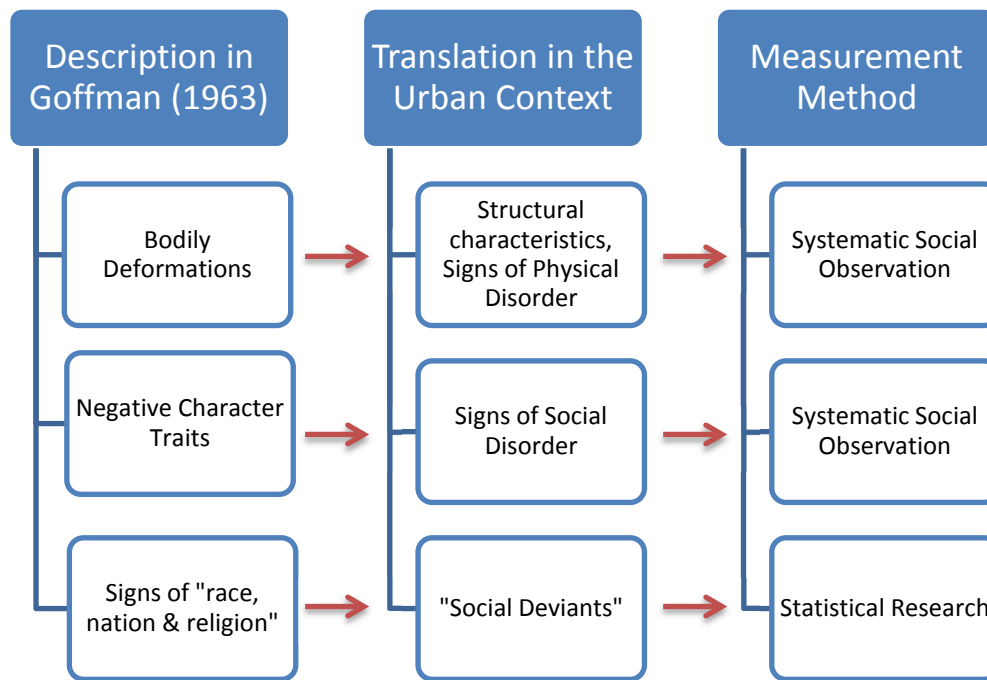 Description in
Goffman (1963)
Translation in the
Urban Context
Measurement
Method
Bodily
Deformations
Structural
characteristics,
Signs of Physical
Disorder
Systematic Social
Observation
Negative Character
Traits
Signs of Social
Disorder
Systematic Social
Observation
Signs of "race,
nation & religion"
"Social Deviants"
Statistical Research